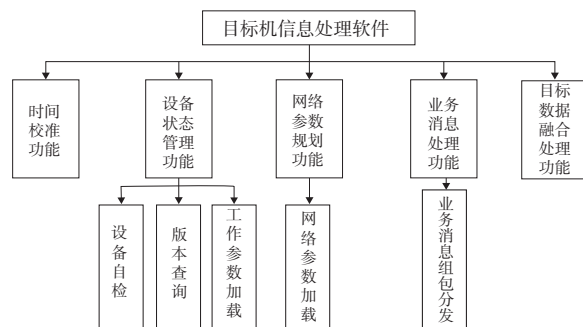 目标机信息处理软件
时间
校准
功能
设备
状态
管理
功能
网络
参数
规划
功能
业务
消息
处理
功能
目标
数据
融合
处理
功能
设备自检
版本查询
工作参数加载
网络参数加载
业务消息组包分发